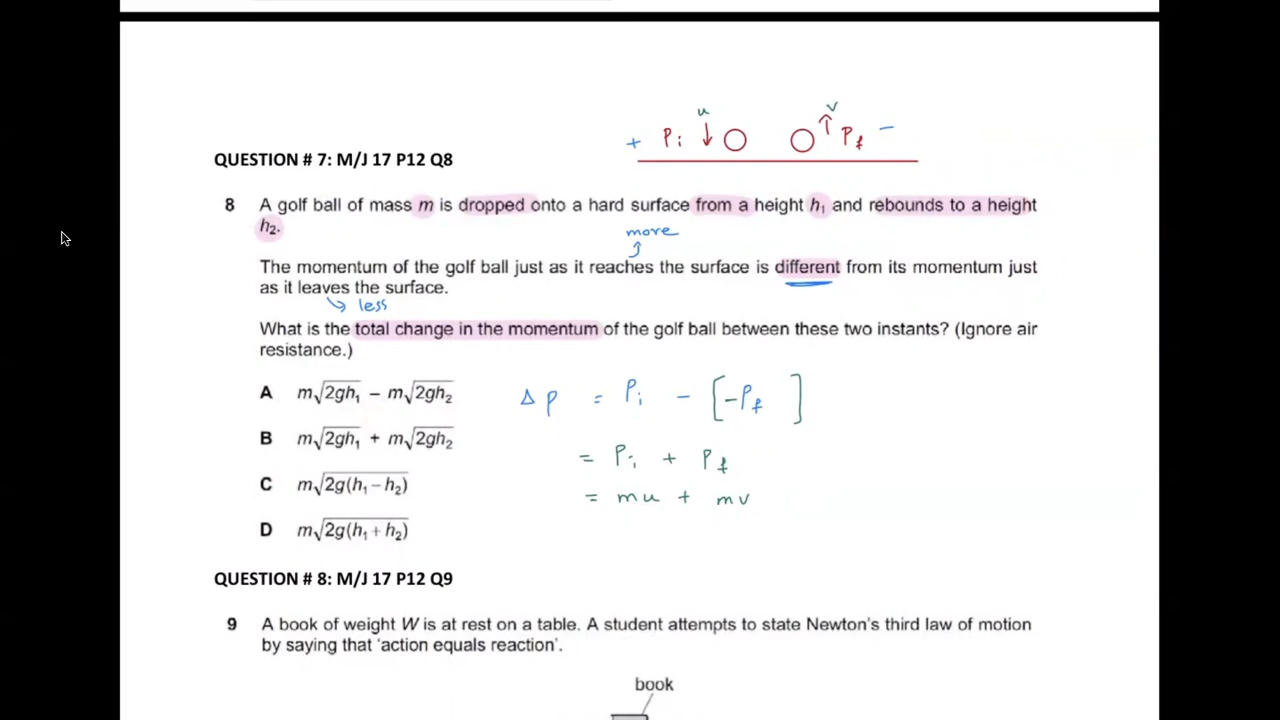 u v
+ Pi ↓ ↑ Pf −
QUESTION # 7: M/J 17 P12 Q8
8 A golf ball of mass m is dropped onto a hard surface from a height h₁ and rebounds to a height
h₂.
more
The momentum of the golf ball just as it reaches the surface is different from its momentum just
as it leaves the surface.
↳ less
What is the total change in the momentum of the golf ball between these two instants? (Ignore air
resistance.)
A m√2gh₁ − m√2gh₂ Δp = Pi − [−Pf ]
B m√2gh₁ + m√2gh₂
= Pi + Pf
C m√2g(h₁ − h₂)
= mu + mv
D m√2g(h₁ + h₂)
QUESTION # 8: M/J 17 P12 Q9
9 A book of weight W is at rest on a table. A student attempts to state Newton's third law of motion
by saying that 'action equals reaction'.
book